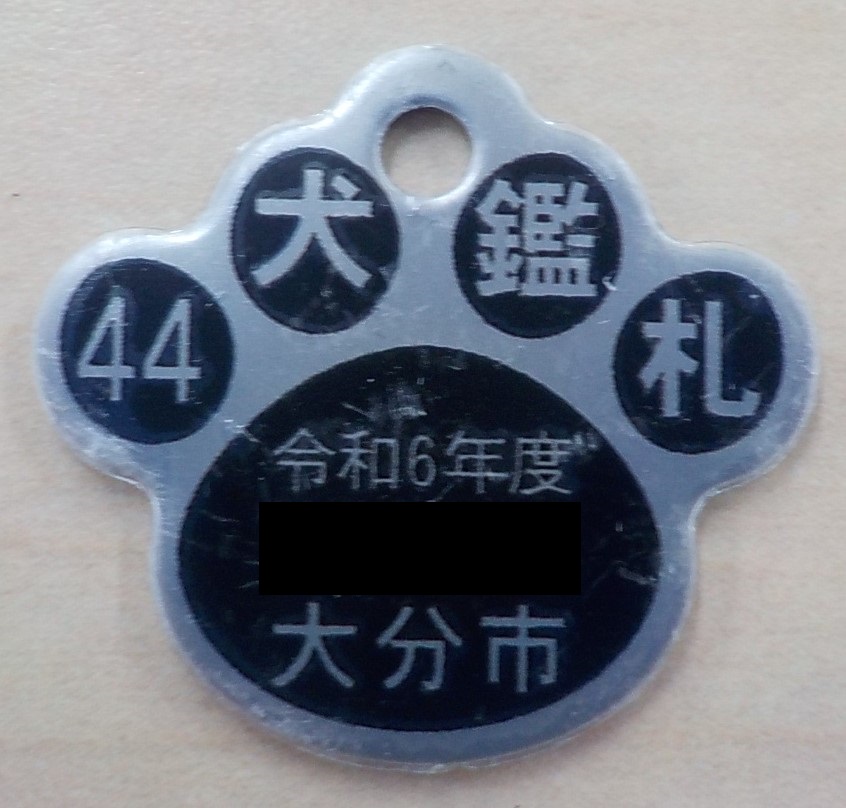 44 犬 鑑 札
令和6年度
大分市